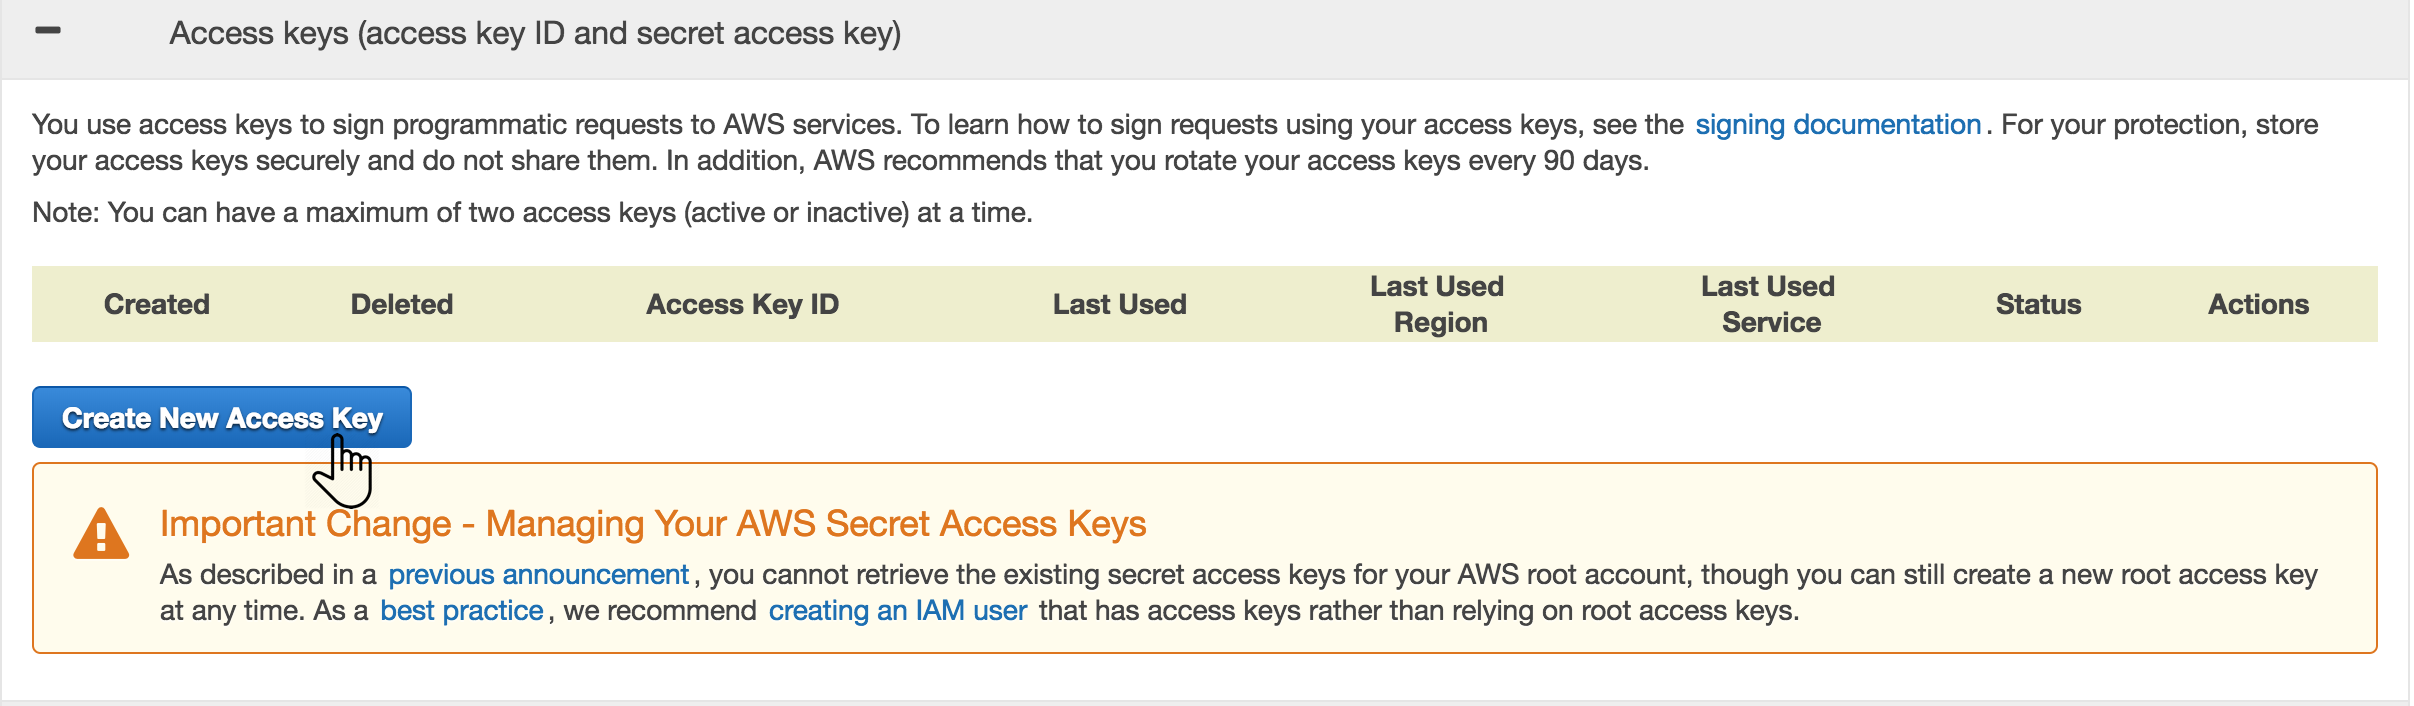 Access keys (access key ID and secret access key)
You use access keys to sign programmatic requests to AWS services. To learn how to sign requests using your access keys, see the signing documentation. For your protection, store
your access keys securely and do not share them. In addition, AWS recommends that you rotate your access keys every 90 days.
Note: You can have a maximum of two access keys (active or inactive) at a time.
Created Deleted Access Key ID Last Used Last Used Region Last Used Service Status Actions
Create New Access Key
Important Change - Managing Your AWS Secret Access Keys
As described in a previous announcement, you cannot retrieve the existing secret access keys for your AWS root account, though you can still create a new root access key
at any time. As a best practice, we recommend creating an IAM user that has access keys rather than relying on root access keys.